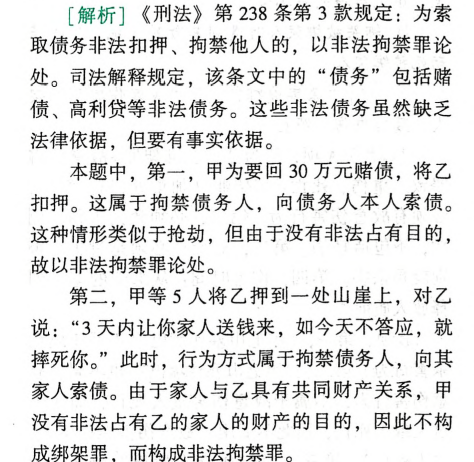 [解析]《刑法》第238条第3款规定：为索
取债务非法扣押、拘禁他人的，以非法拘禁罪论
处。司法解释规定，该条文中的“债务”包括赌
债、高利贷等非法债务。这些非法债务虽然缺乏
法律依据，但要有事实依据。
本题中，第一，甲为要回30万元赌债，将乙
扣押。这属于拘禁债务人，向债务人本人索债。
这种情形类似于抢劫，但由于没有非法占有目的，
故以非法拘禁罪论处。
第二，甲等5人将乙押到一处山崖上，对乙
说：“3天内让你家人送钱来，如今天不答应，就
摔死你。”此时，行为方式属于拘禁债务人，向其
家人索债。由于家人与乙具有共同财产关系，甲
没有非法占有乙的家人的财产的目的，因此不构
成绑架罪，而构成非法拘禁罪。